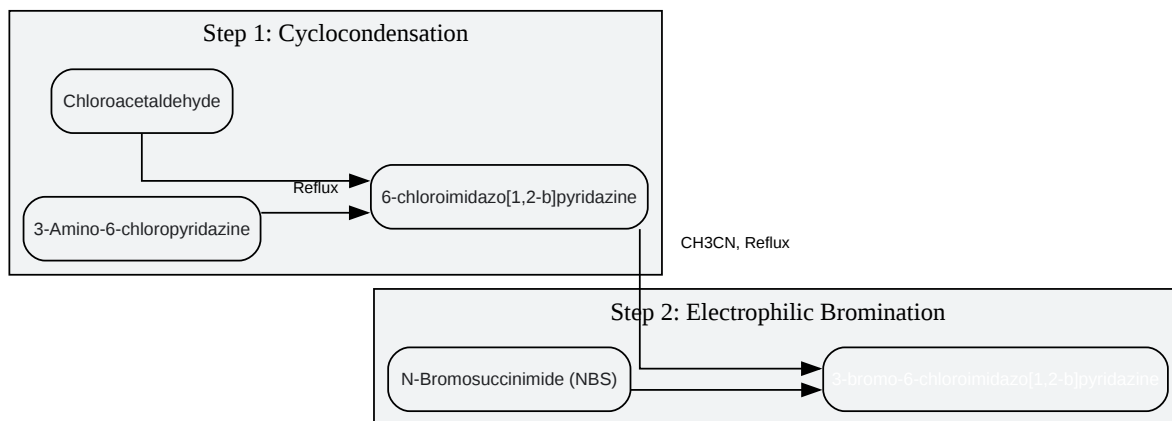 Step 1: Cyclocondensation
Chloroacetaldehyde
Reflux
3-Amino-6-chloropyridazine
6-chloroimidazo[1,2-b]pyridazine
CH3CN, Reflux
Step 2: Electrophilic Bromination
N-Bromosuccinimide (NBS)
3-bromo-6-chloroimidazo[1,2-b]pyridazine